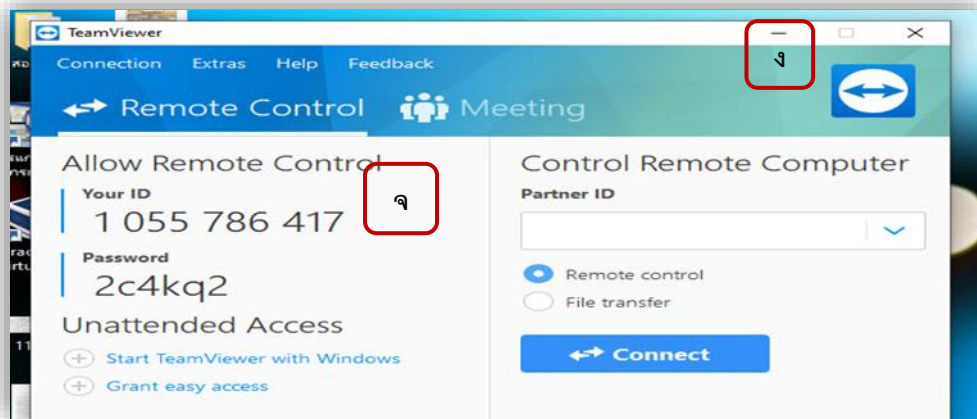 TeamViewer
ง
Connection Extras Help Feedback
Remote Control Meeting
Allow Remote Control
Your ID
1 055 786 417
จ
Password
2c4kq2
Unattended Access
Start TeamViewer with Windows
Grant easy access
Control Remote Computer
Partner ID
Remote control
File transfer
Connect
11